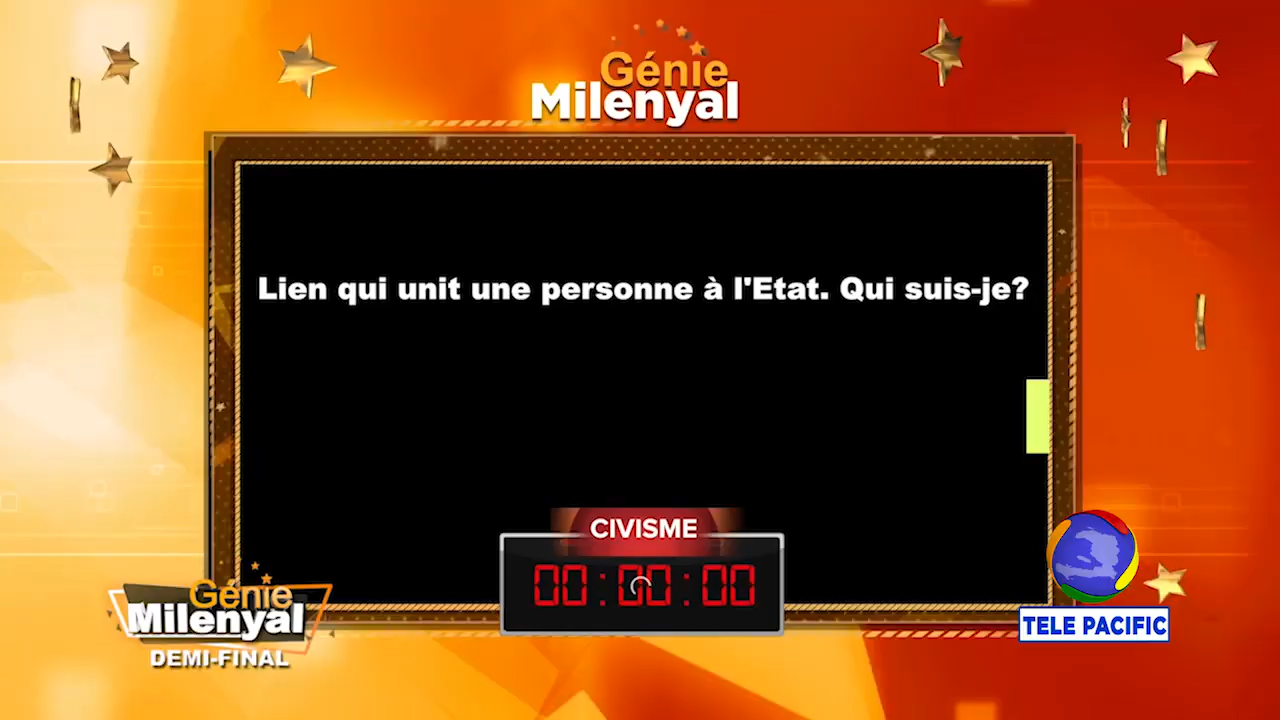 Génie
Milenyal
Lien qui unit une personne à l'Etat. Qui suis-je?
CIVISME
00:00:00
Génie
Milenyal
DEMI-FINAL
TELE PACIFIC